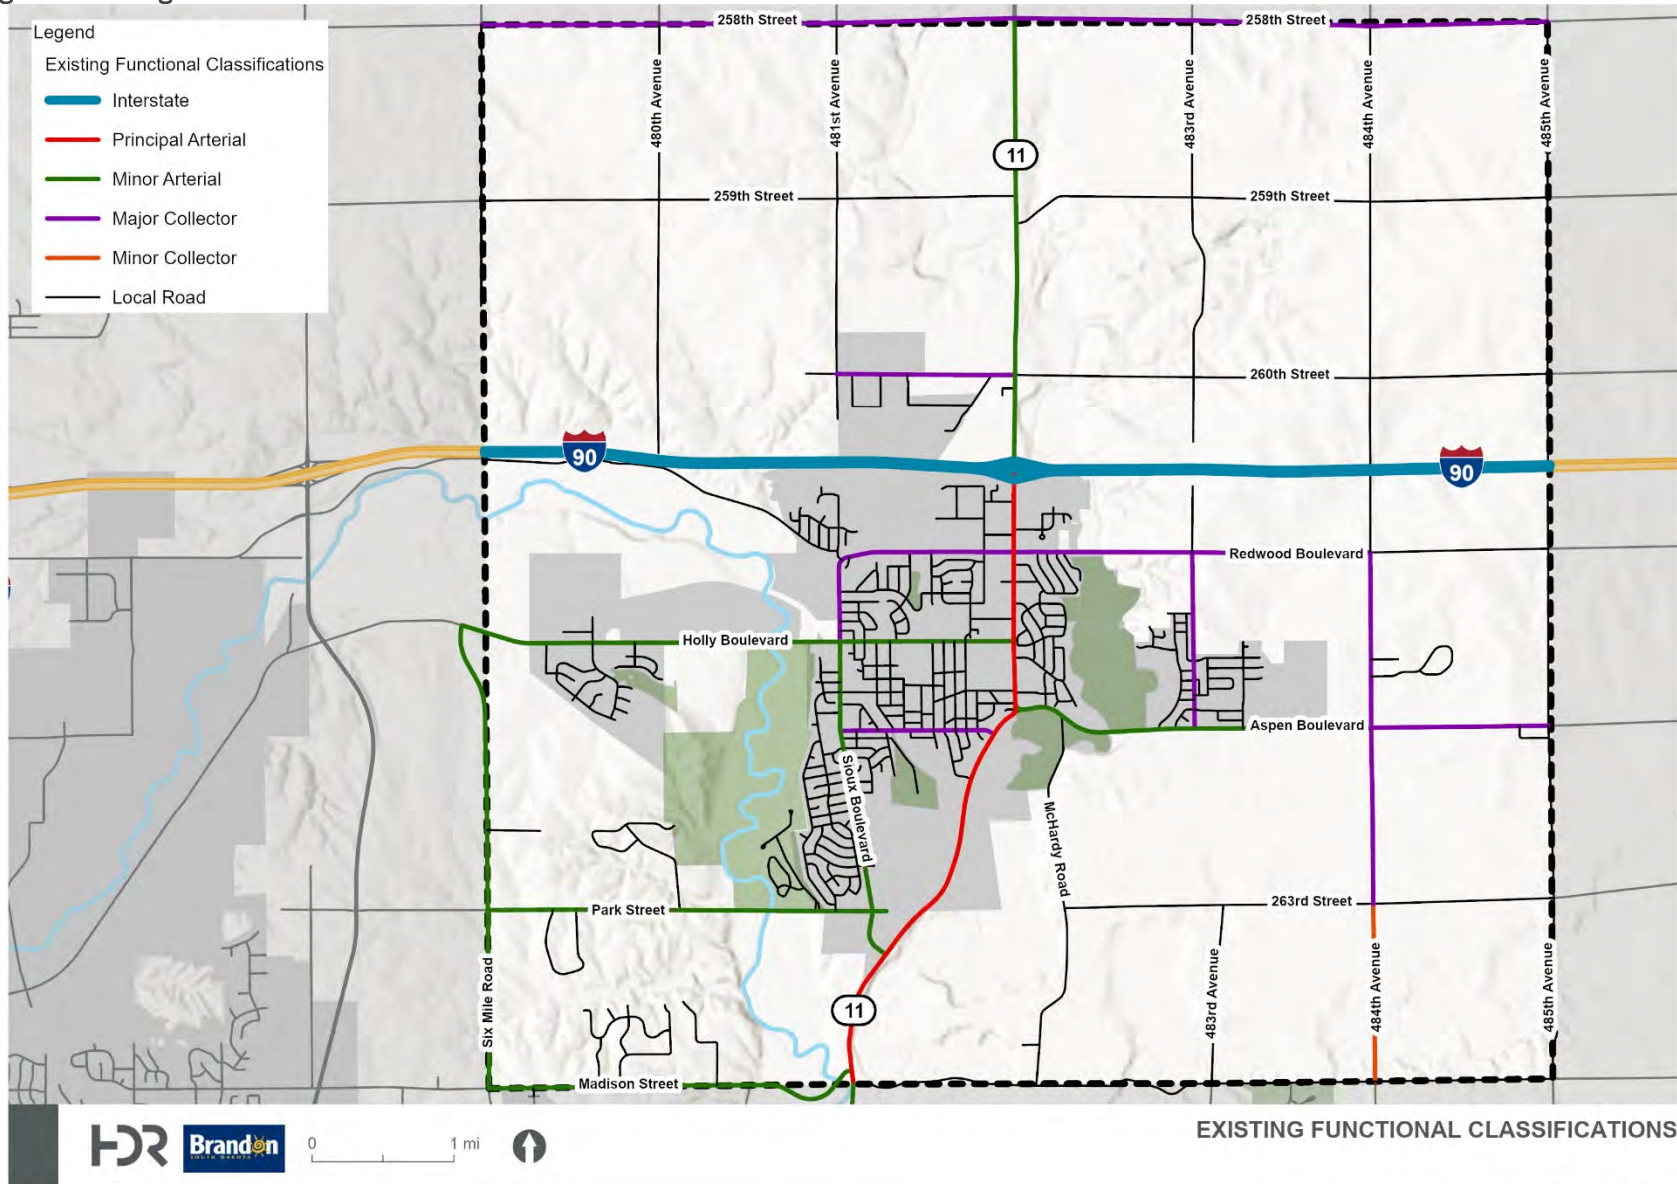 Legend
Existing Functional Classifications
Interstate
Principal Arterial
Minor Arterial
Major Collector
Minor Collector
Local Road
258th Street
258th Street
480th Avenue
481st Avenue
483rd Avenue
484th Avenue
485th Avenue
11
259th Street
259th Street
260th Street
90
90
Redwood Boulevard
Holly Boulevard
Aspen Boulevard
Sioux Boulevard
McHardy Road
Park Street
263rd Street
Six Mile Road
11
483rd Avenue
484th Avenue
485th Avenue
Madison Street
HDR
Brandon
SOUTH DAKOTA
0 1 mi
EXISTING FUNCTIONAL CLASSIFICATIONS